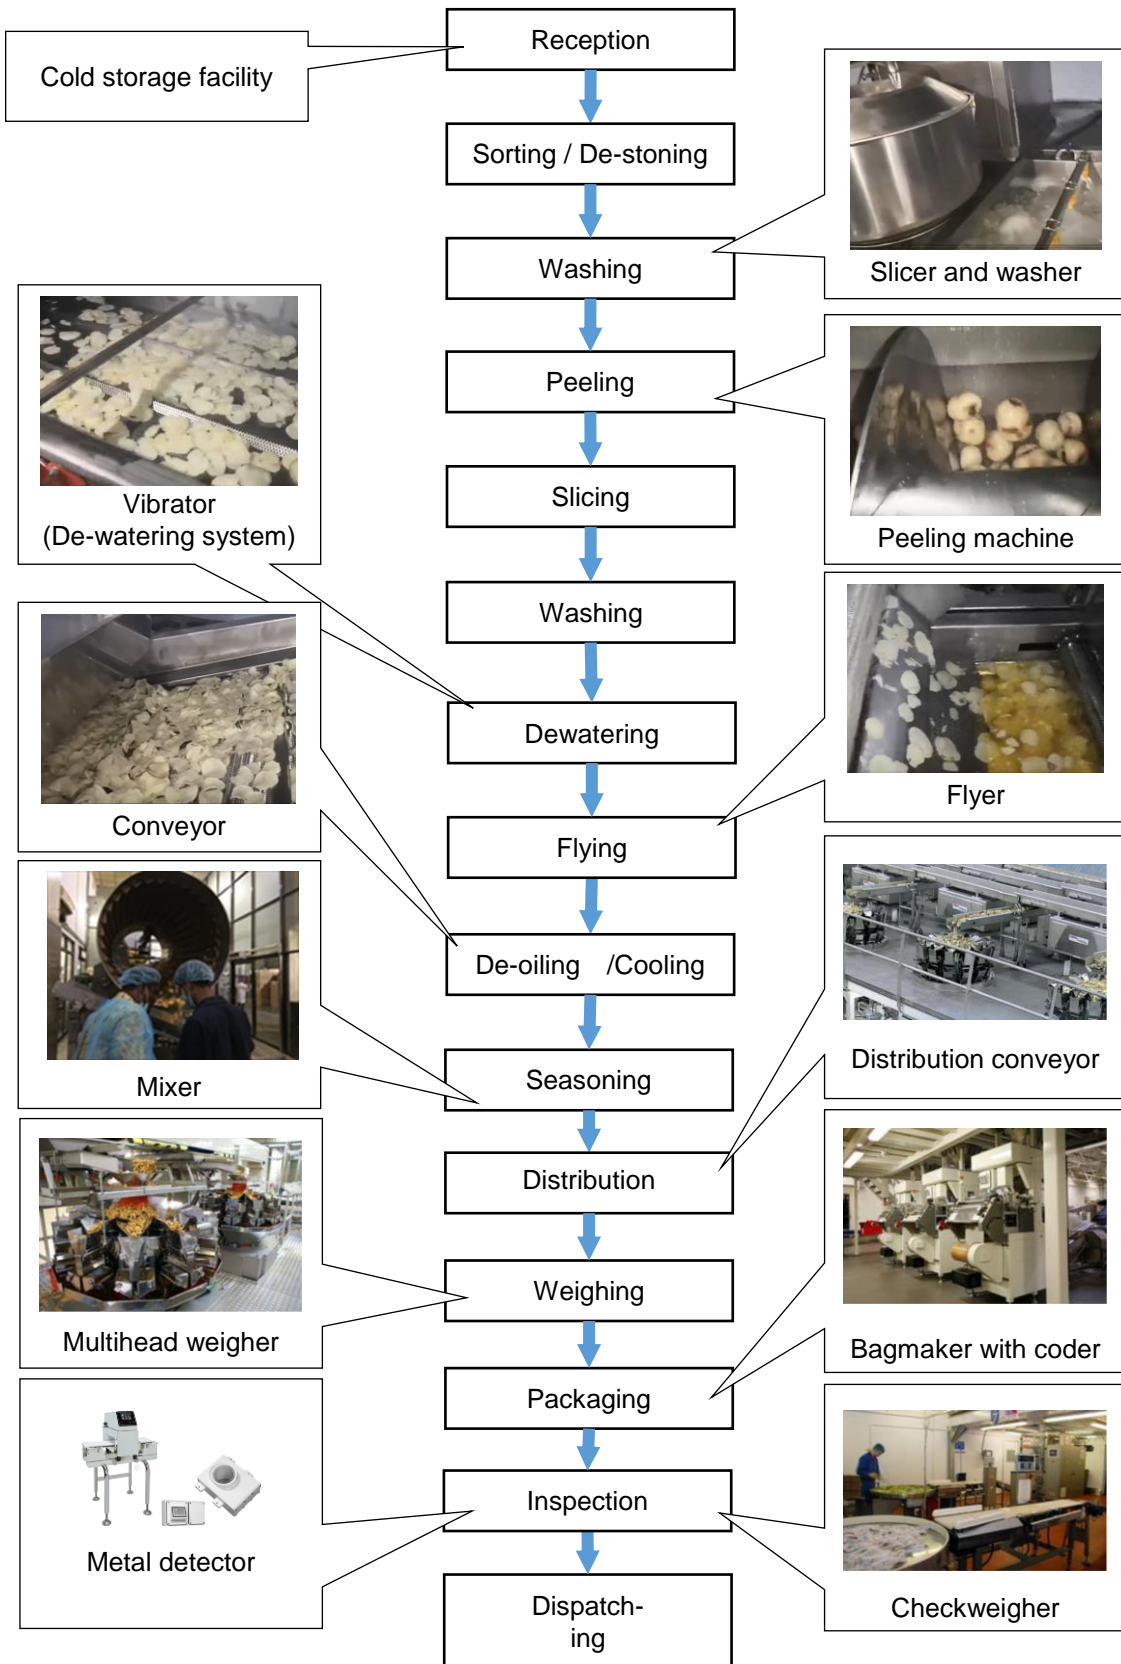 Reception
Cold storage facility
Sorting / De-stoning
Washing
Slicer and washer
Peeling
Peeling machine
Slicing
Vibrator
(De-watering system)
Washing
Dewatering
Flyer
Conveyor
Flying
De-oiling /Cooling
Distribution conveyor
Mixer
Seasoning
Distribution
Weighing
Multihead weigher
Bagmaker with coder
Packaging
Inspection
Metal detector
Checkweigher
Dispatch-
ing